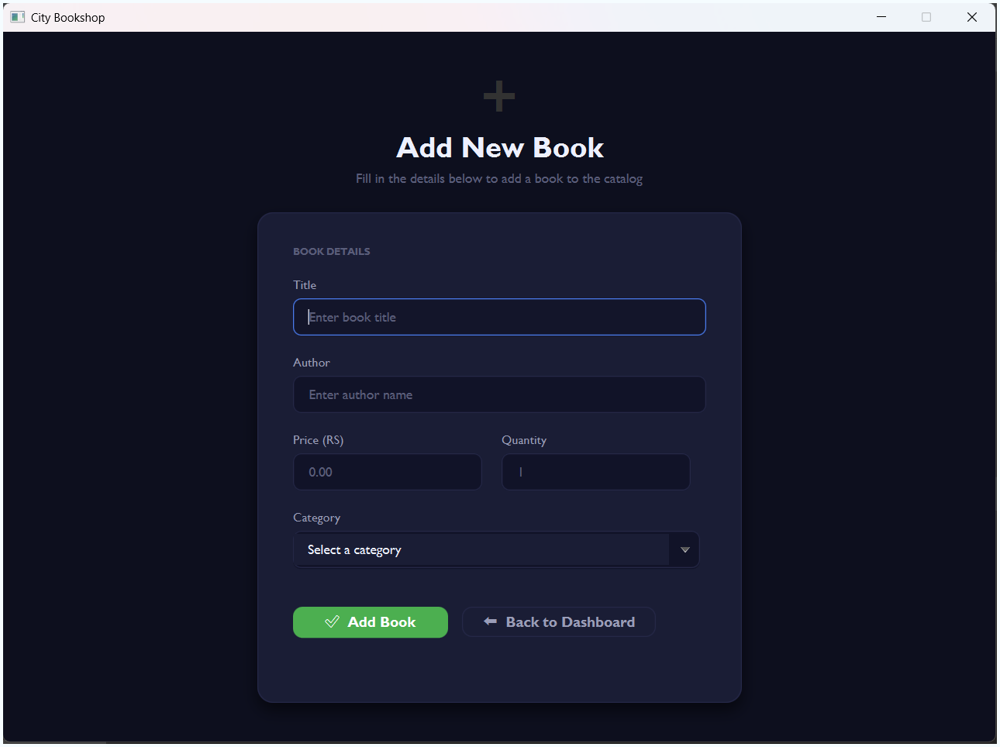 City Bookshop
Add New Book
Fill in the details below to add a book to the catalog
BOOK DETAILS
Title
Enter book title
Author
Enter author name
Price (RS)
Quantity
0.00
1
Category
Select a category
Add Book
Back to Dashboard